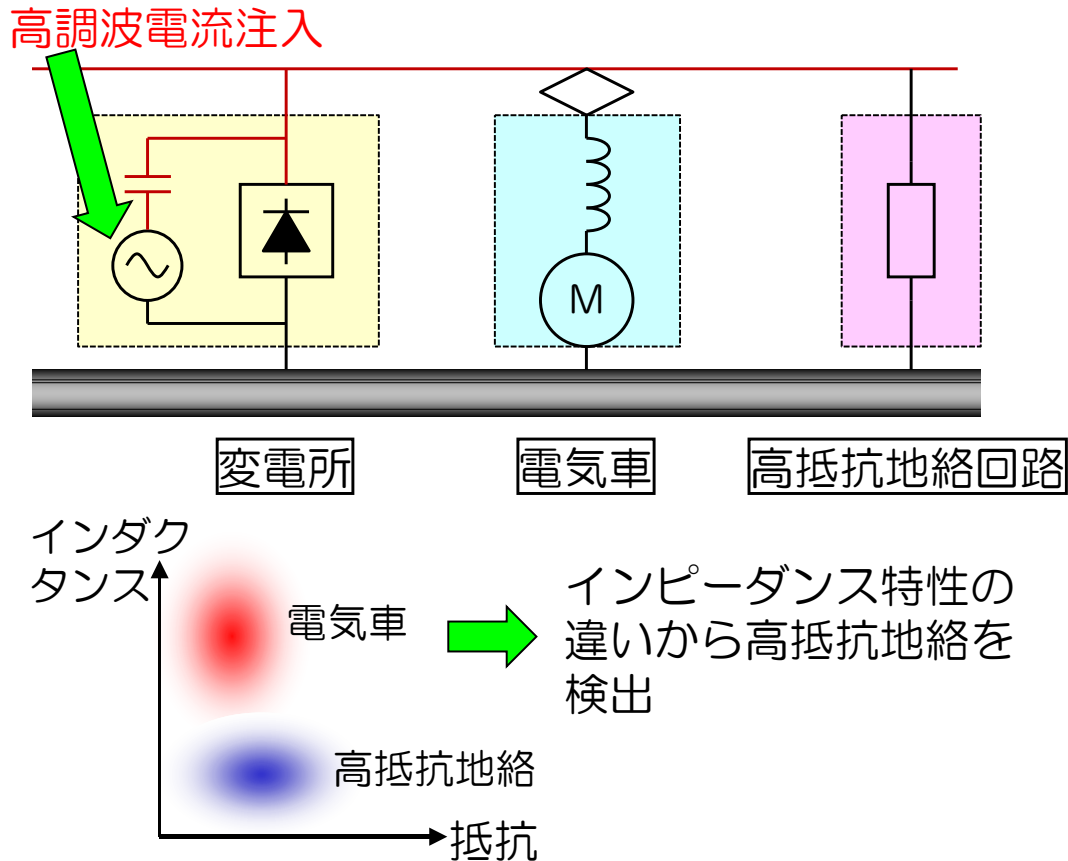 高調波電流注入
M
変電所
電気車
高抵抗地絡回路
インダク
タンス
電気車
高抵抗地絡
抵抗
インピーダンス特性の
違いから高抵抗地絡を
検出